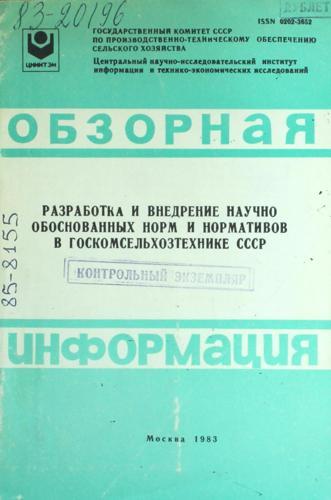 83-20196
ДУБЛЕТ
ISSN 0202-3652
ЦНИИТЭИ
ГОСУДАРСТВЕННЫЙ КОМИТЕТ СССР
ПО ПРОИЗВОДСТВЕННО-ТЕХНИЧЕСКОМУ ОБЕСПЕЧЕНИЮ
СЕЛЬСКОГО ХОЗЯЙСТВА
Центральный научно-исследовательский институт
информации и технико-экономических исследований
ОБЗОРНАЯ
РАЗРАБОТКА И ВНЕДРЕНИЕ НАУЧНО
ОБОСНОВАННЫХ НОРМ И НОРМАТИВОВ
В ГОСКОМСЕЛЬХОЗТЕХНИКЕ СССР
КОНТРОЛЬНЫЙ ЭКЗЕМПЛЯР
85-8155
ИНФОРМАЦИЯ
Москва 1983